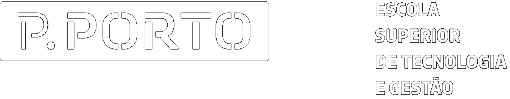 P.PORTO
ESCOLA
SUPERIOR
DE TECNOLOGIA
E GESTÃO